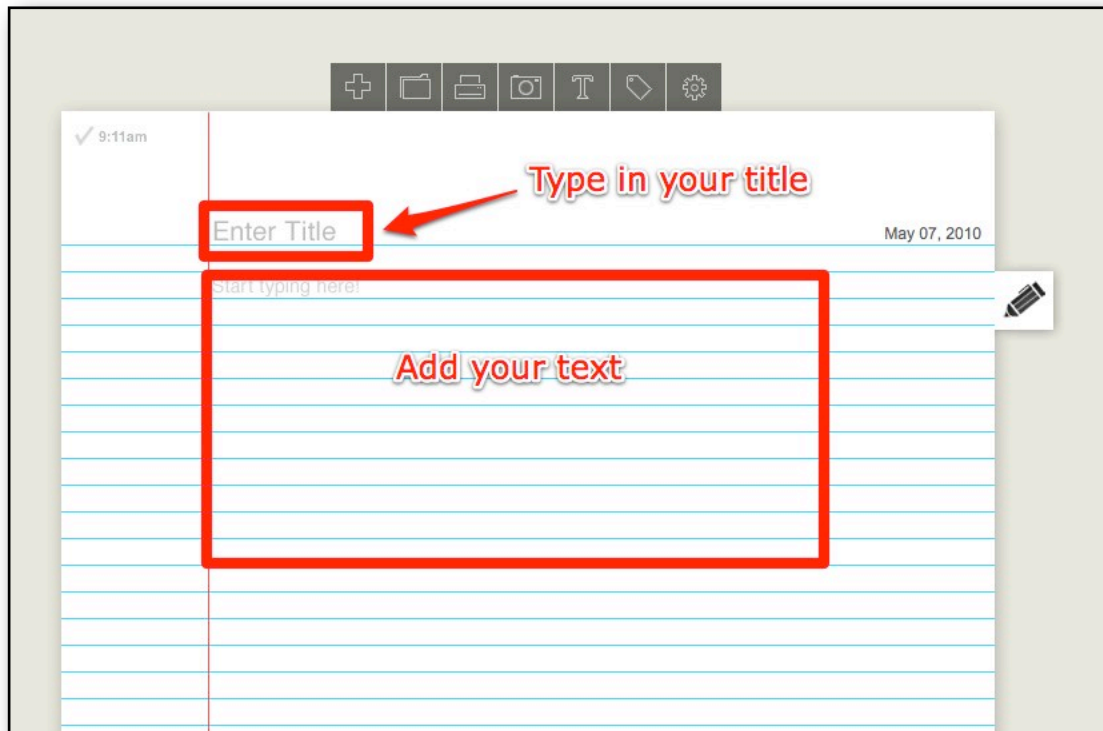 9:11am
Type in your title
Enter Title
May 07, 2010
Start typing here!
Add your text